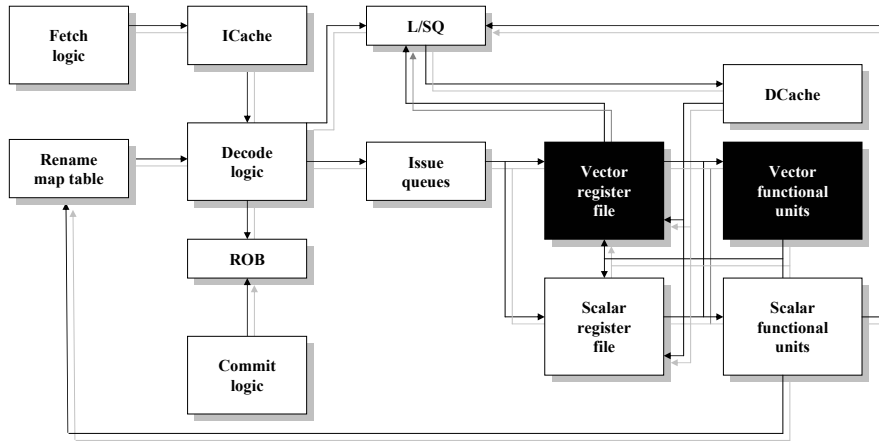 Fetch
logic
ICache
L/SQ
DCache
Rename
map table
Decode
logic
Issue
queues
Vector
register
file
Vector
functional
units
ROB
Commit
logic
Scalar
register
file
Scalar
functional
units